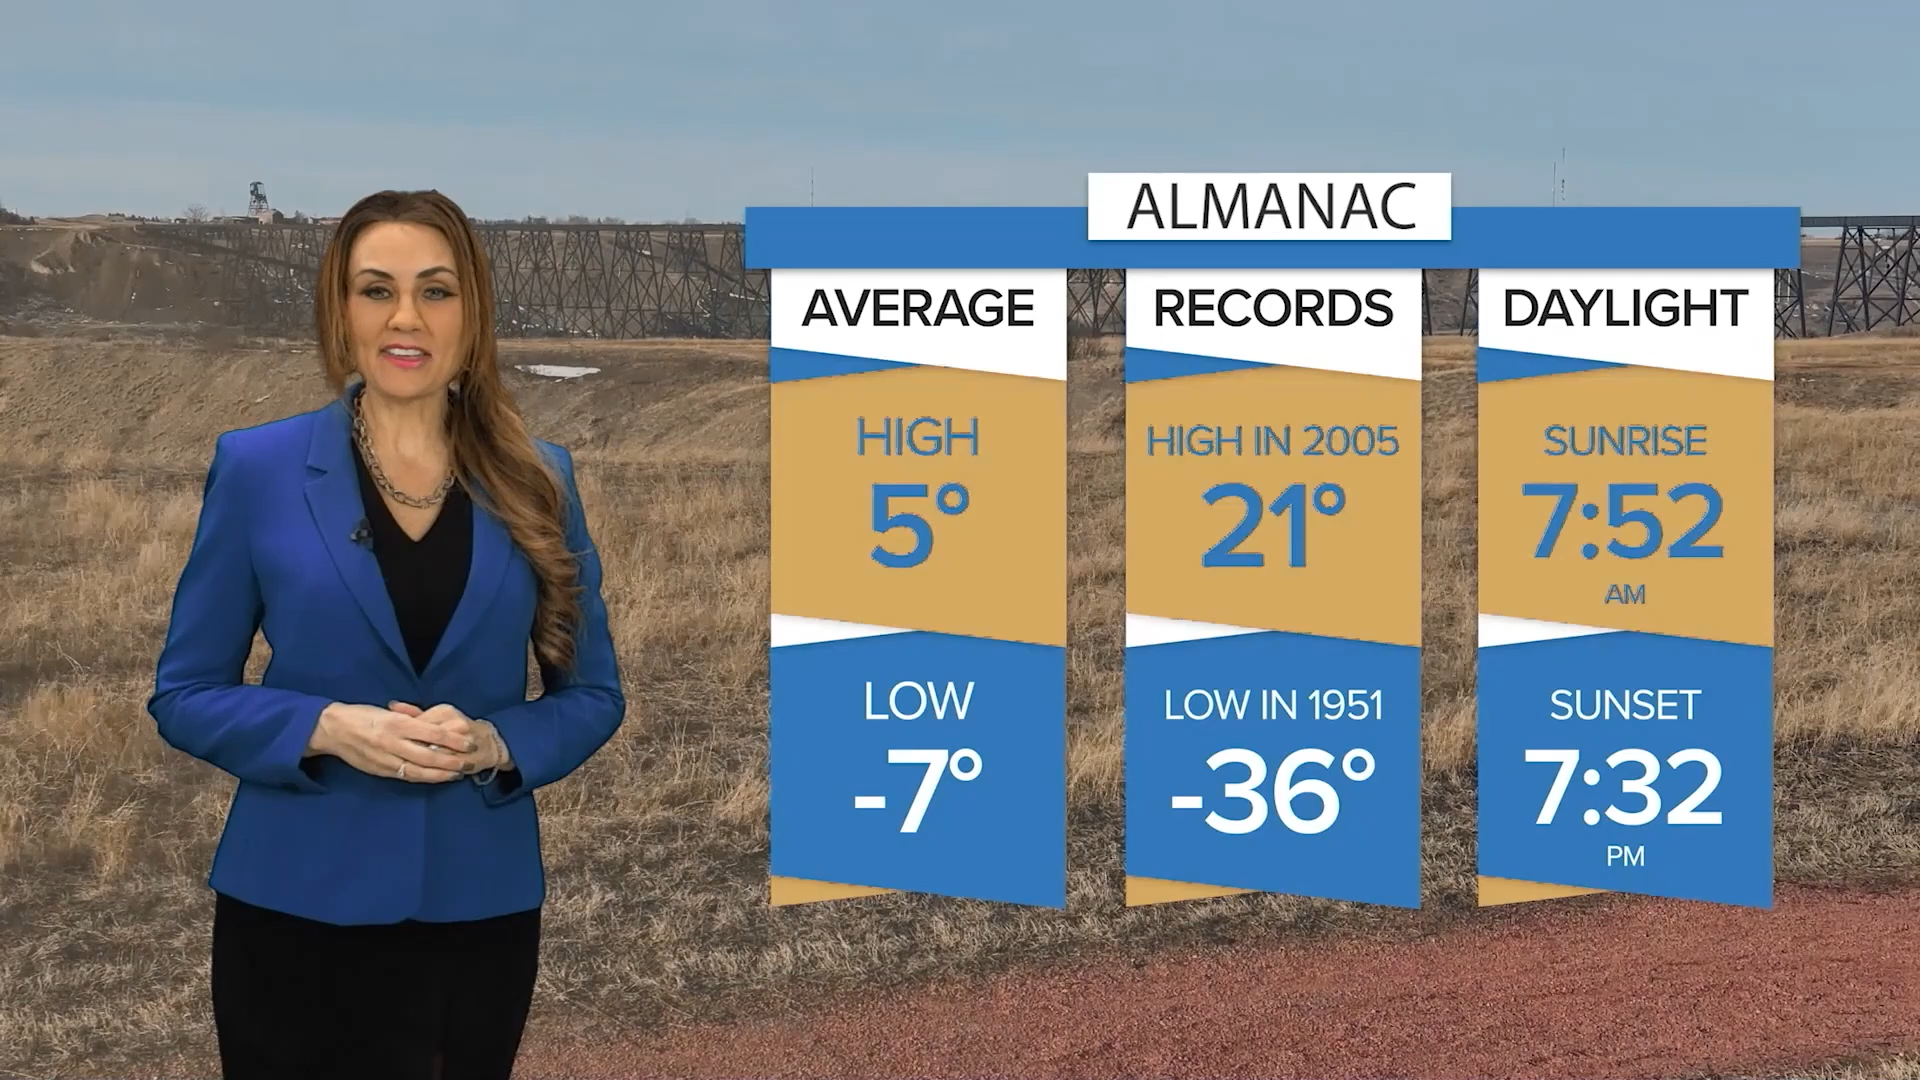 ALMANAC
AVERAGE
HIGH
5°
LOW
-7°
RECORDS
HIGH IN 2005
21°
LOW IN 1951
-36°
DAYLIGHT
SUNRISE
7:52
AM
SUNSET
7:32
PM